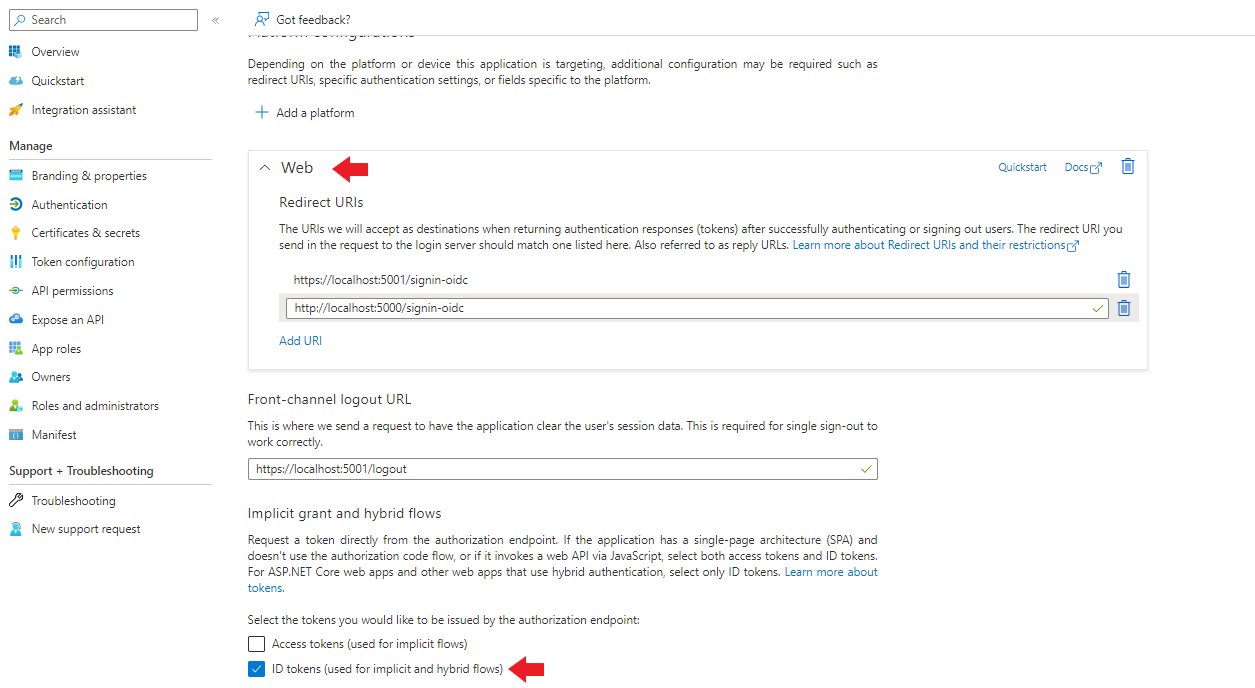 Search
«
Got feedback?
Overview
Quickstart
Integration assistant
Manage
Branding & properties
Authentication
Certificates & secrets
Token configuration
API permissions
Expose an API
App roles
Owners
Roles and administrators
Manifest
Support + Troubleshooting
Troubleshooting
New support request
Platform configurations
Depending on the platform or device this application is targeting, additional configuration may be required such as
redirect URIs, specific authentication settings, or fields specific to the platform.
Add a platform
Web
Quickstart
Docs
Redirect URIs
The URIs we will accept as destinations when returning authentication responses (tokens) after successfully authenticating or signing out users. The redirect URI you
send in the request to the login server should match one listed here. Also referred to as reply URLs. Learn more about Redirect URIs and their restrictions
https://localhost:5001/signin-oidc
http://localhost:5000/signin-oidc
Add URI
Front-channel logout URL
This is where we send a request to have the application clear the user's session data. This is required for single sign-out to
work correctly.
https://localhost:5001/logout
Implicit grant and hybrid flows
Request a token directly from the authorization endpoint. If the application has a single-page architecture (SPA) and
doesn't use the authorization code flow, or if it invokes a web API via JavaScript, select both access tokens and ID tokens.
For ASP.NET Core web apps and other web apps that use hybrid authentication, select only ID tokens. Learn more about
tokens.
Select the tokens you would like to be issued by the authorization endpoint:
Access tokens (used for implicit flows)
ID tokens (used for implicit and hybrid flows)